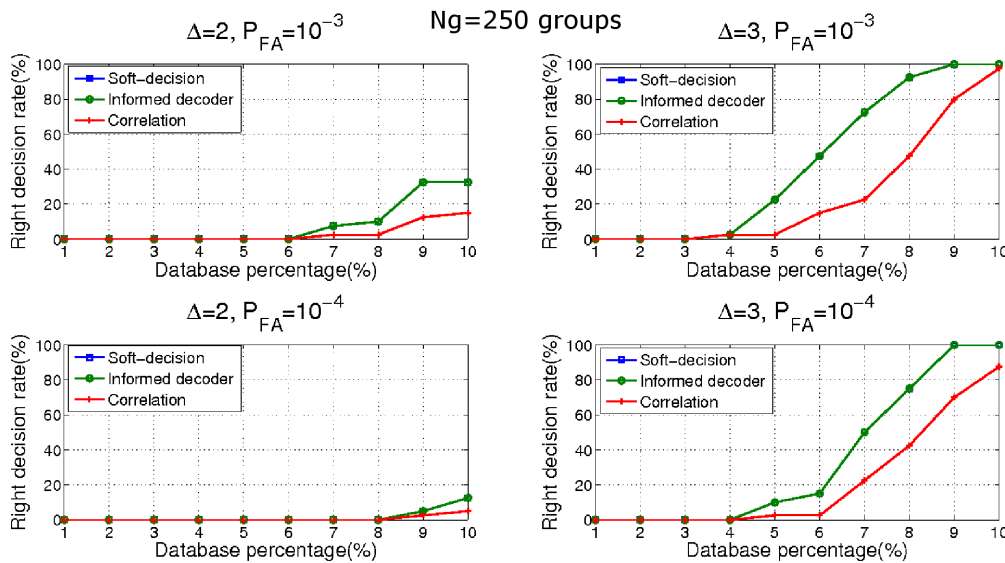 Ng=250 groups
Δ=2, P_FA=10^-3
Right decision rate(%)
100
80
60
40
20
0
Soft-decision
Informed decoder
Correlation
1 2 3 4 5 6 7 8 9 10
Database percentage(%)
Δ=3, P_FA=10^-3
Right decision rate(%)
100
80
60
40
20
0
Soft-decision
Informed decoder
Correlation
1 2 3 4 5 6 7 8 9 10
Database percentage(%)
Δ=2, P_FA=10^-4
Right decision rate(%)
100
80
60
40
20
0
Soft-decision
Informed decoder
Correlation
1 2 3 4 5 6 7 8 9 10
Database percentage(%)
Δ=3, P_FA=10^-4
Right decision rate(%)
100
80
60
40
20
0
Soft-decision
Informed decoder
Correlation
1 2 3 4 5 6 7 8 9 10
Database percentage(%)